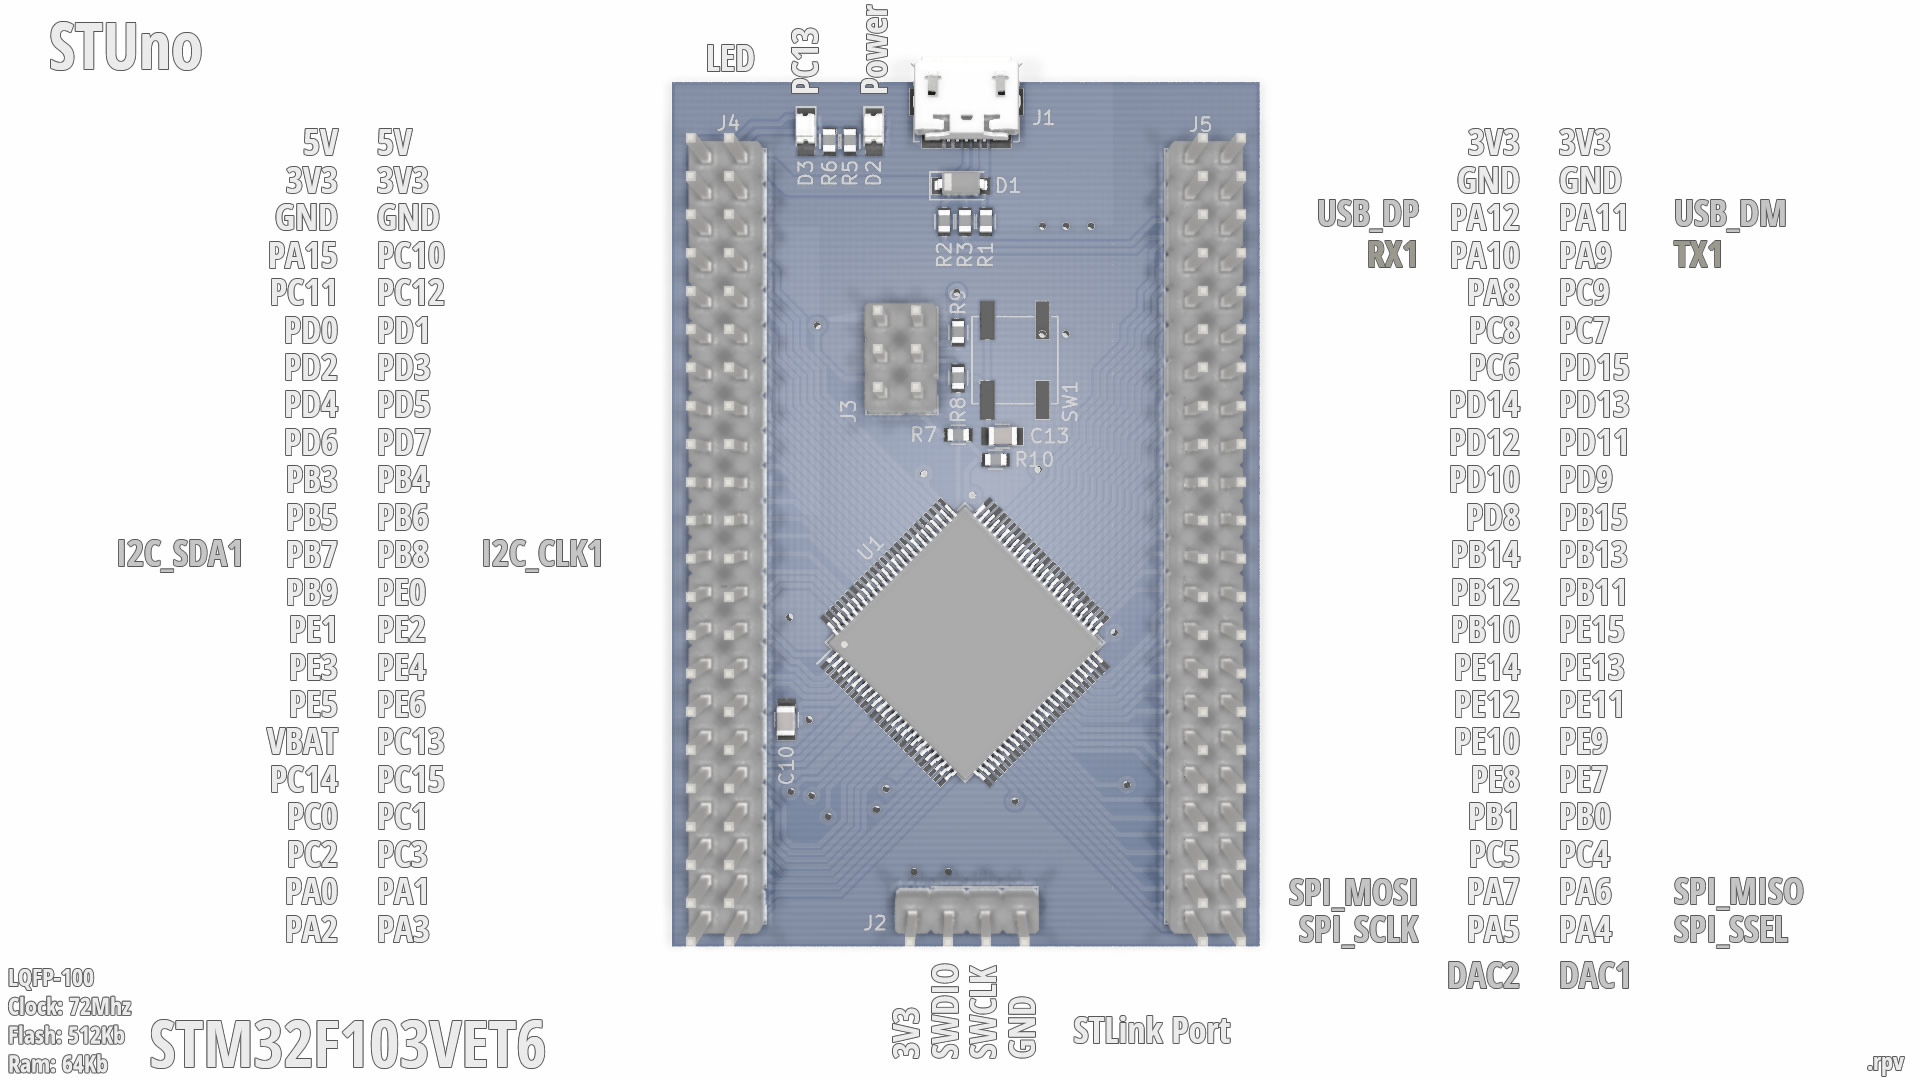 STUno
LED
PC13
Power
J4
J1
J5
D3
R6
R5
D2
D1
R2
R3
R1
R9
J3
R8
SW1
R7
C13
R10
U1
C10
J2
5V 5V
3V3 3V3
GND GND
PA15 PC10
PC11 PC12
PD0 PD1
PD2 PD3
PD4 PD5
PD6 PD7
PB3 PB4
PB5 PB6
I2C_SDA1 PB7 PB8 I2C_CLK1
PB9 PE0
PE1 PE2
PE3 PE4
PE5 PE6
VBAT PC13
PC14 PC15
PC0 PC1
PC2 PC3
PA0 PA1
PA2 PA3
3V3 3V3
GND GND
USB_DP PA12 PA11 USB_DM
RX1 PA10 PA9 TX1
PA8 PC9
PC8 PC7
PC6 PD15
PD14 PD13
PD12 PD11
PD10 PD9
PD8 PB15
PB14 PB13
PB12 PB11
PB10 PE15
PE14 PE13
PE12 PE11
PE10 PE9
PE8 PE7
PB1 PB0
PC5 PC4
SPI_MOSI PA7 PA6 SPI_MISO
SPI_SCLK PA5 PA4 SPI_SSEL
DAC2 DAC1
3V3
SWDIO
SWCLK
GND
STLink Port
LQFP-100
Clock: 72Mhz
Flash: 512Kb
Ram: 64Kb
STM32F103VET6
.rpv